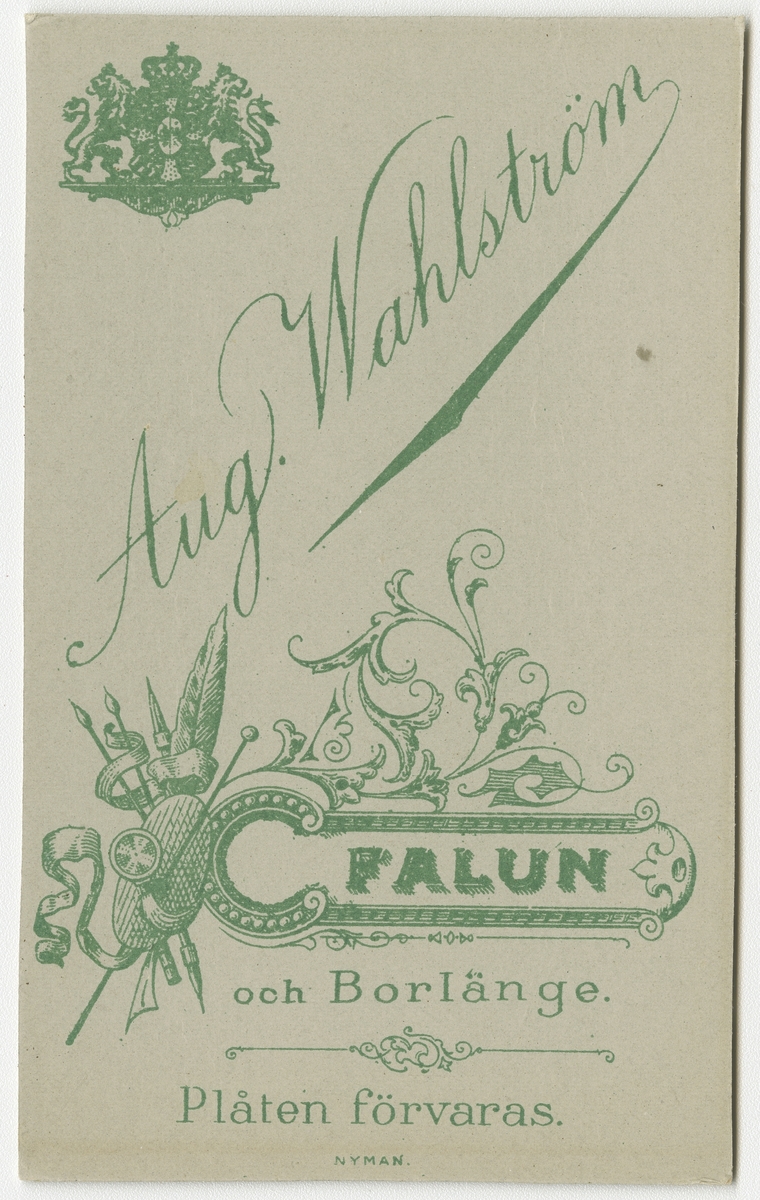 Aug. Wahlström
FALUN
och Borlänge.
Plåten förvaras.
NYMAN.